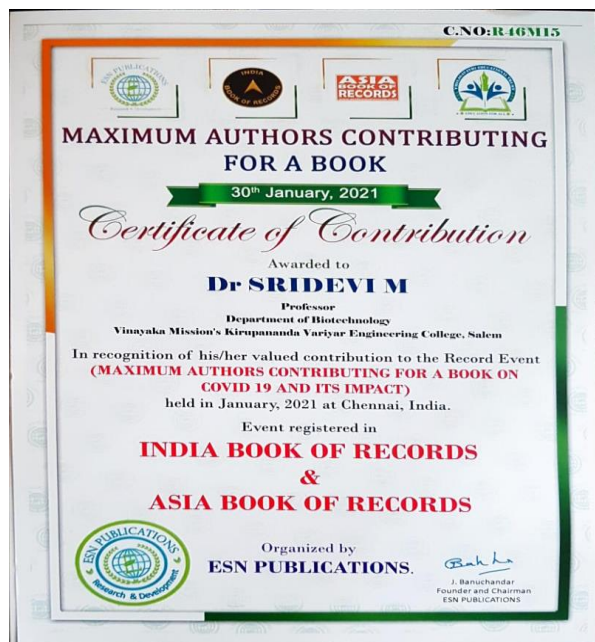 C.NO:R46M15
ESN PUBLICATIONS
INDIA
BOOK OF RECORDS
ASIA
BOOK OF
RECORDS
MAXIMUM AUTHORS CONTRIBUTING
FOR A BOOK
30th January, 2021
Certificate of Contribution
Awarded to
Dr SRIDEVI M
Professor
Department of Biotechnology
Vinayaka Mission's Kirupananda Variyar Engineering College, Salem
In recognition of his/her valued contribution to the Record Event
(MAXIMUM AUTHORS CONTRIBUTING FOR A BOOK ON
COVID 19 AND ITS IMPACT)
held in January, 2021 at Chennai, India.
Event registered in
INDIA BOOK OF RECORDS
&
ASIA BOOK OF RECORDS
ESN PUBLICATIONS
Research & Development
Organized by
ESN PUBLICATIONS.
J. Banuchandar
Founder and Chairman
ESN PUBLICATIONS